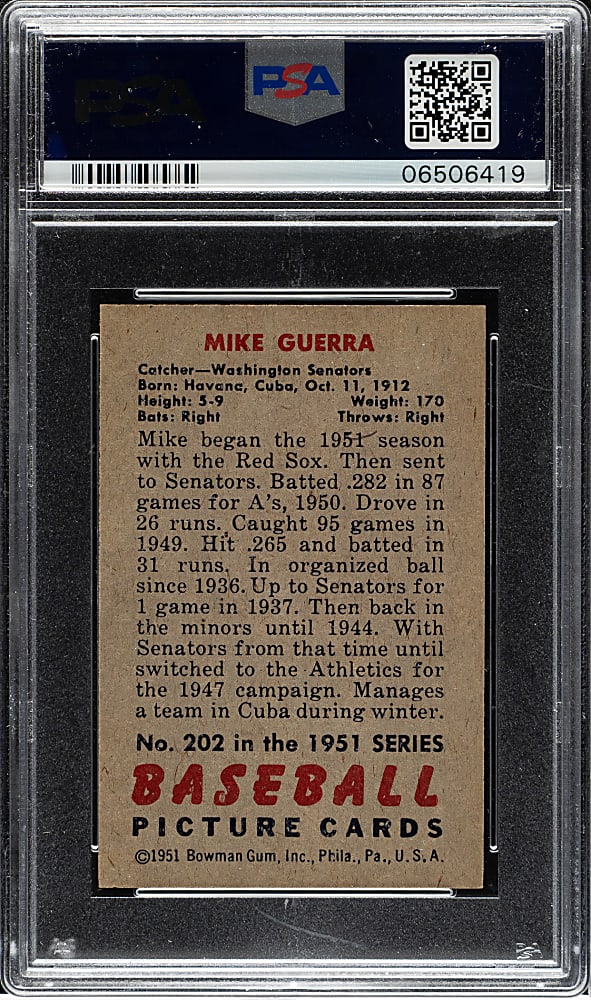 PSA
PSA
06506419
MIKE GUERRA
Catcher—Washington Senators
Born: Havana, Cuba, Oct. 11, 1912
Height: 5-9 Weight: 170
Bats: Right Throws: Right
Mike began the 1951 season
with the Red Sox. Then sent
to Senators. Batted .282 in 87
games for A's, 1950. Drove in
26 runs. Caught 95 games in
1949. Hit .265 and batted in
31 runs. In organized ball
since 1936. Up to Senators for
1 game in 1937. Then back in
the minors until 1944. With
Senators from that time until
switched to the Athletics for
the 1947 campaign. Manages
a team in Cuba during winter.
No. 202 in the 1951 SERIES
BASEBALL
PICTURE CARDS
©1951 Bowman Gum, Inc., Phila., Pa., U.S.A.
PSA